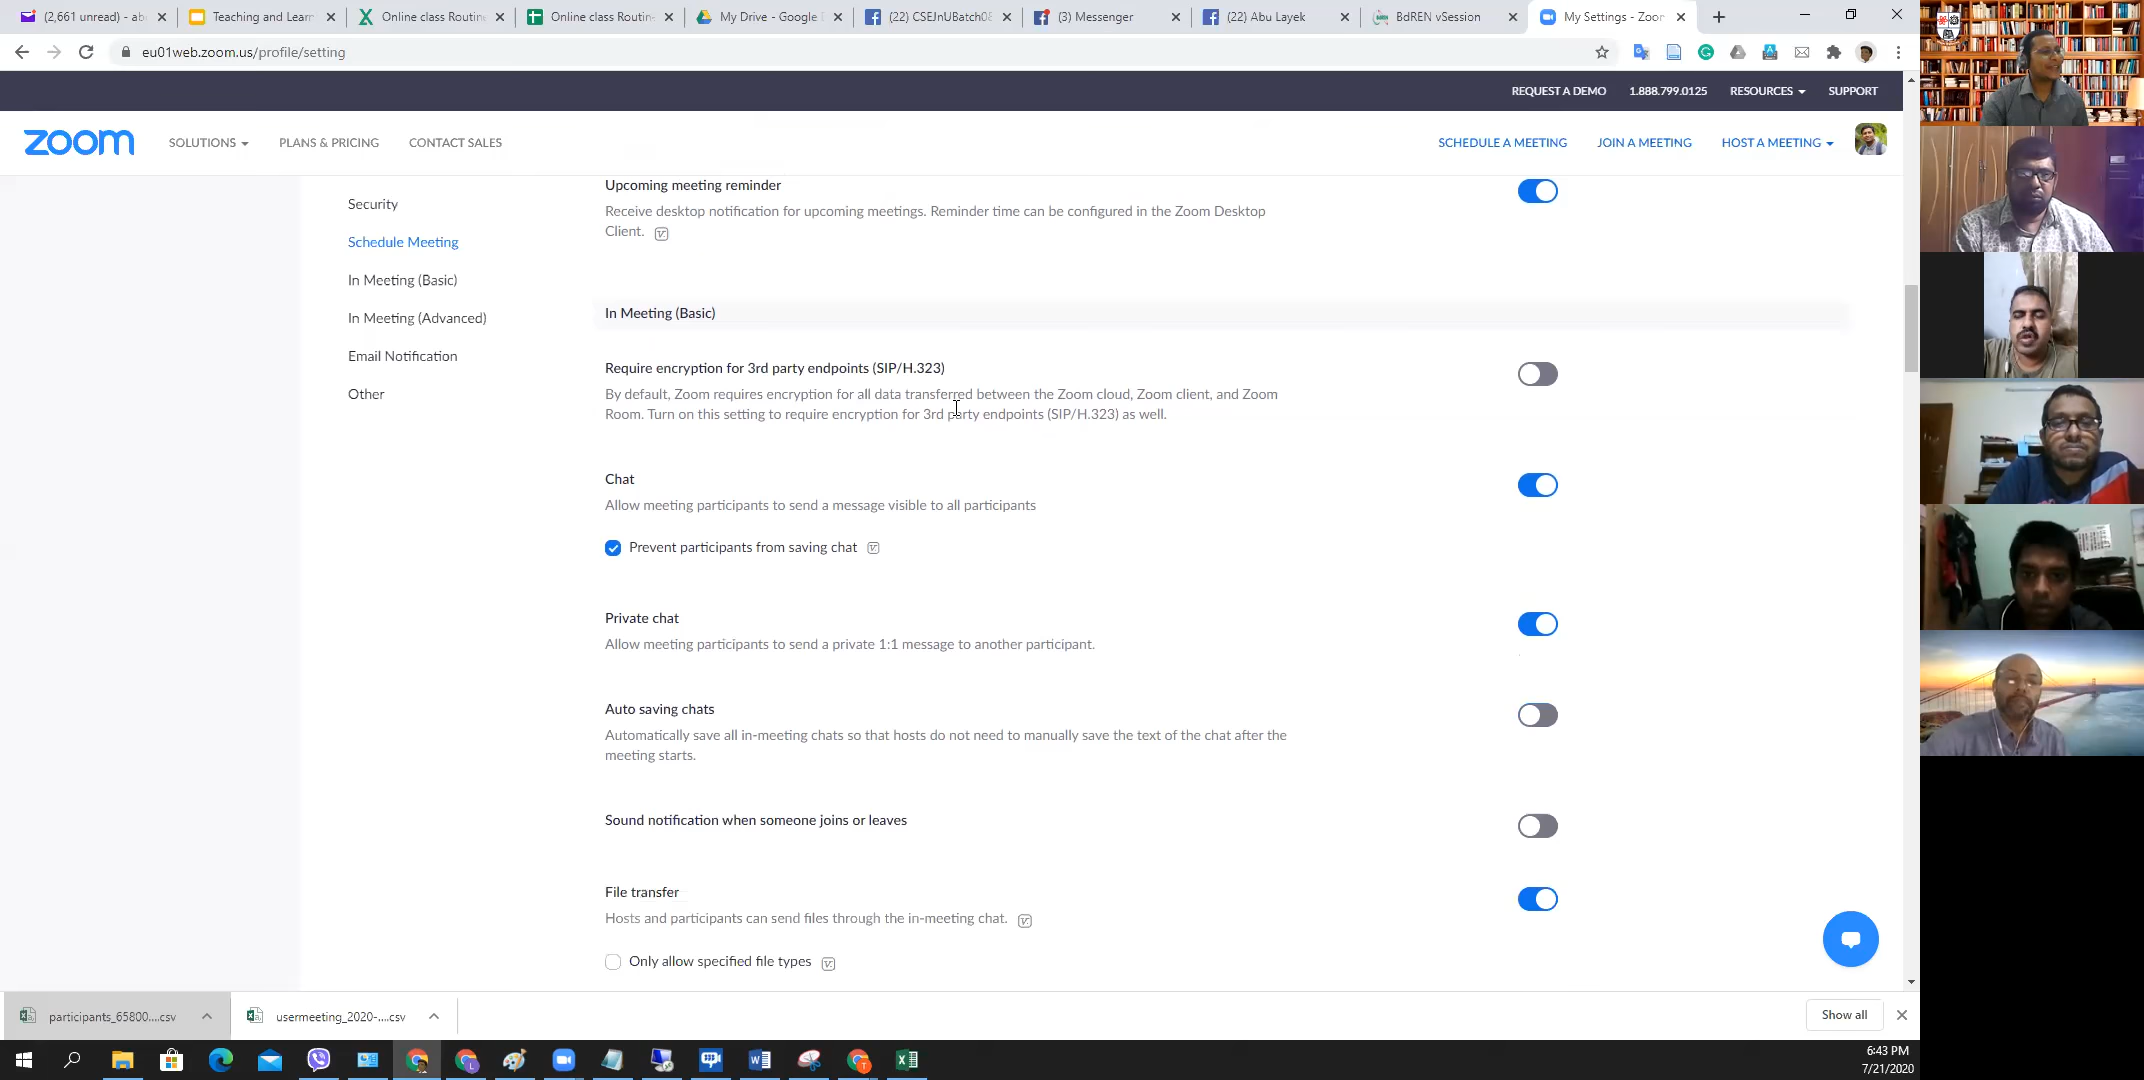 (2,661 unread) - ab
Teaching and Lear
Online class Routine
Online class Routin
My Drive - Google
(22) CSEJnUBatch08
(3) Messenger
(22) Abu Layek
BdREN vSession
My Settings - Zoom
eu01web.zoom.us/profile/setting
REQUEST A DEMO 1.888.799.0125 RESOURCES SUPPORT
zoom SOLUTIONS PLANS & PRICING CONTACT SALES SCHEDULE A MEETING JOIN A MEETING HOST A MEETING
Security
Schedule Meeting
In Meeting (Basic)
In Meeting (Advanced)
Email Notification
Other
Upcoming meeting reminder
Receive desktop notification for upcoming meetings. Reminder time can be configured in the Zoom Desktop
Client.
In Meeting (Basic)
Require encryption for 3rd party endpoints (SIP/H.323)
By default, Zoom requires encryption for all data transferred between the Zoom cloud, Zoom client, and Zoom
Room. Turn on this setting to require encryption for 3rd party endpoints (SIP/H.323) as well.
Chat
Allow meeting participants to send a message visible to all participants
Prevent participants from saving chat
Private chat
Allow meeting participants to send a private 1:1 message to another participant.
Auto saving chats
Automatically save all in-meeting chats so that hosts do not need to manually save the text of the chat after the
meeting starts.
Sound notification when someone joins or leaves
File transfer
Hosts and participants can send files through the in-meeting chat.
Only allow specified file types
participants_65800....csv
usermeeting_2020-....csv
Show all
6:43 PM
7/21/2020